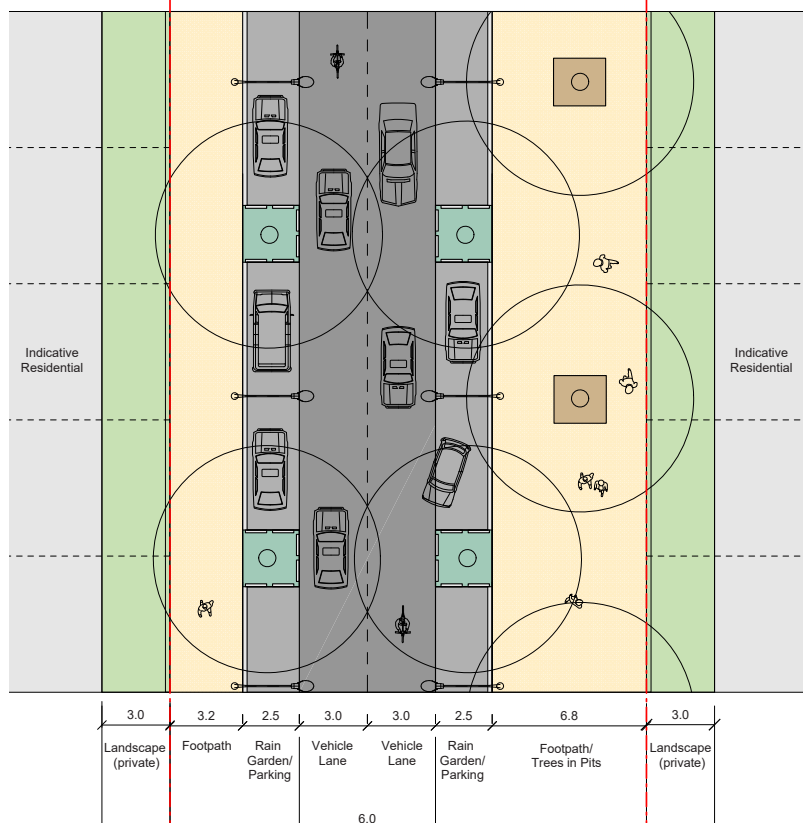 Indicative
Residential
Indicative
Residential
3.0
3.2
2.5
3.0
3.0
2.5
6.8
3.0
Landscape
(private)
Footpath
Rain
Garden/
Parking
Vehicle
Lane
Vehicle
Lane
Rain
Garden/
Parking
Footpath/
Trees in Pits
Landscape
(private)
6.0